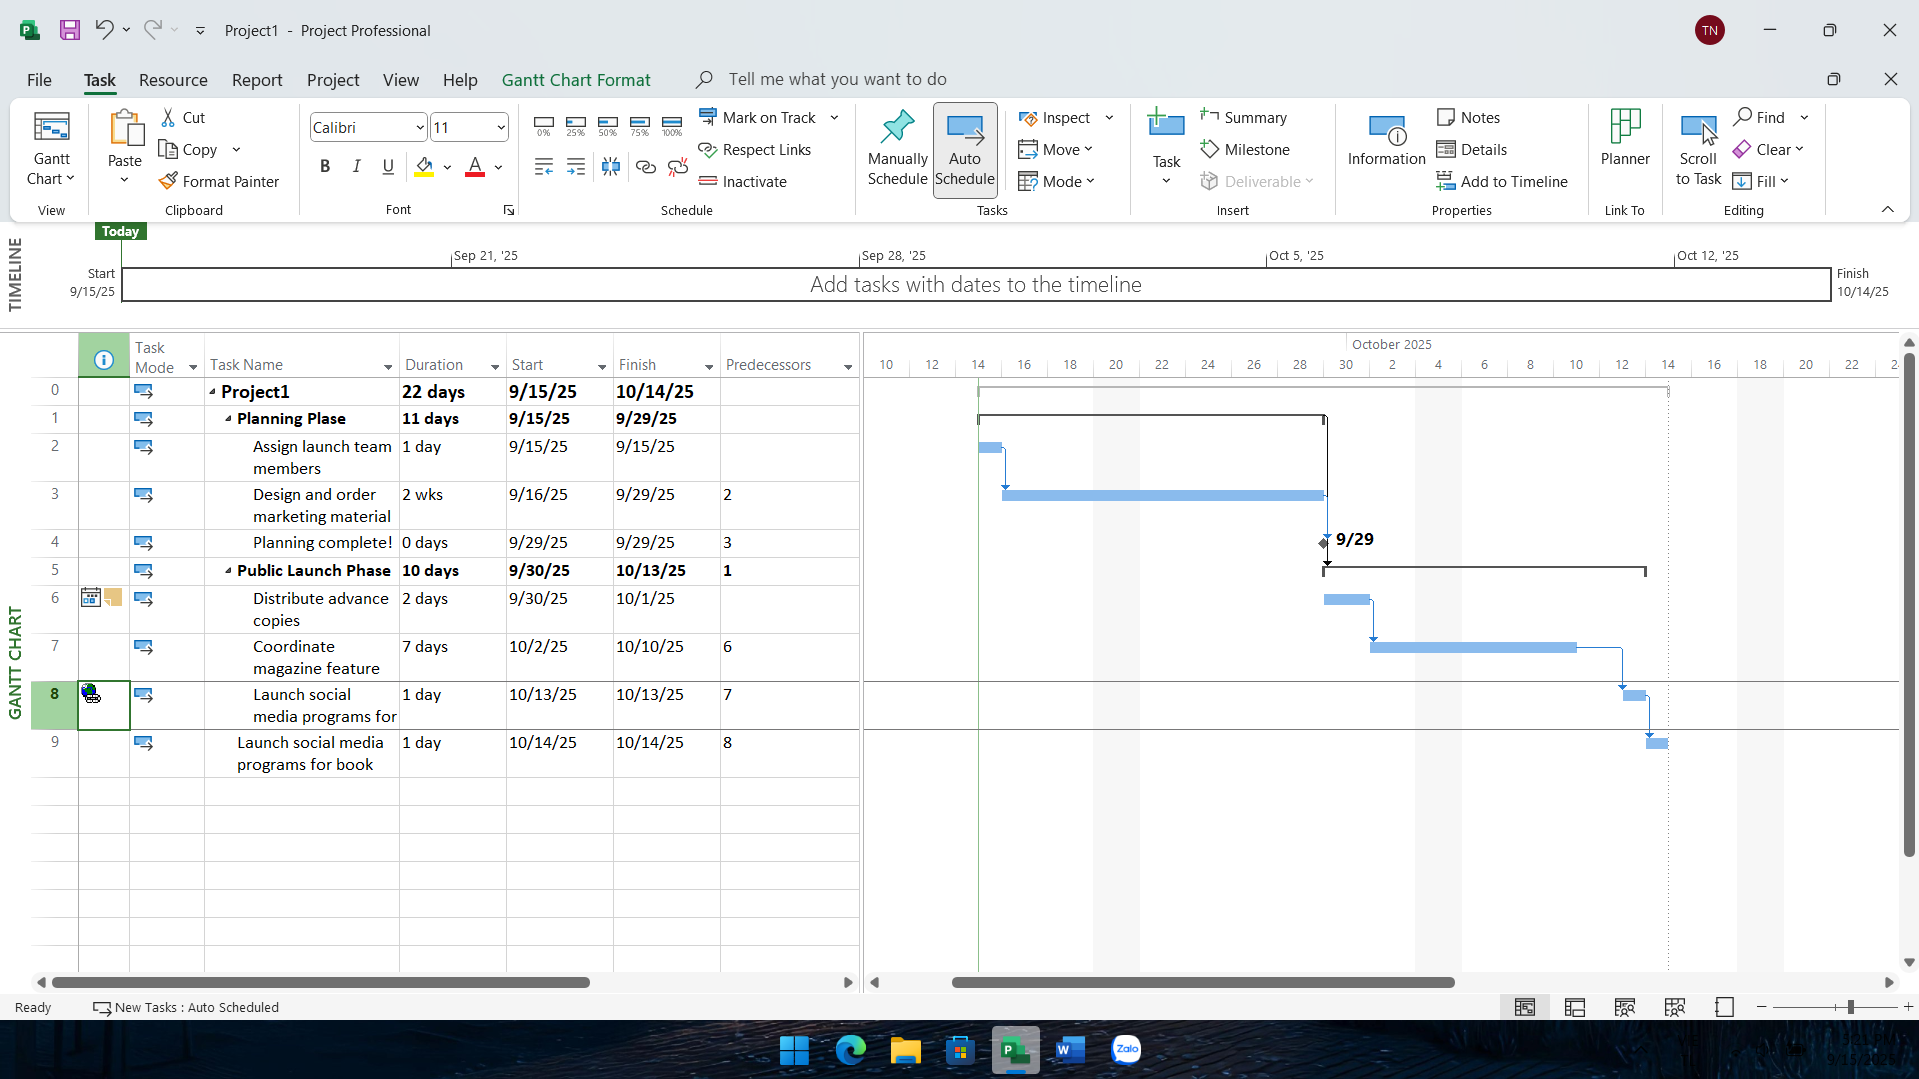 Project1 - Project Professional
TN
File Task Resource Report Project View Help Gantt Chart Format Tell me what you want to do
Gantt
Chart
View
Paste
Cut
Copy
Format Painter
Clipboard
Calibri
11
B I U A
Font
0% 25% 50% 75% 100%
Mark on Track
Respect Links
Inactivate
Schedule
Manually
Schedule
Auto
Schedule
Inspect
Move
Mode
Tasks
Task
Summary
Milestone
Deliverable
Insert
Information
Notes
Details
Add to Timeline
Properties
Planner
Link To
Scroll
to Task
Find
Clear
Fill
Editing
TIMELINE
Today
Sep 21, '25 Sep 28, '25 Oct 5, '25 Oct 12, '25
Start
9/15/25
Add tasks with dates to the timeline
Finish
10/14/25
GANTT CHART
Task
Mode
Task Name Duration Start Finish Predecessors
October 2025
10 12 14 16 18 20 22 24 26 28 30 2 4 6 8 10 12 14 16 18 20 22
0 Project1 22 days 9/15/25 10/14/25
1 Planning Plase 11 days 9/15/25 9/29/25
2 Assign launch team 1 day 9/15/25 9/15/25
members
3 Design and order 2 wks 9/16/25 9/29/25 2
marketing material
4 Planning complete! 0 days 9/29/25 9/29/25 3
9/29
5 Public Launch Phase 10 days 9/30/25 10/13/25 1
6 Distribute advance 2 days 9/30/25 10/1/25
copies
7 Coordinate 7 days 10/2/25 10/10/25 6
magazine feature
8 Launch social 1 day 10/13/25 10/13/25 7
media programs for
9 Launch social media 1 day 10/14/25 10/14/25 8
programs for book
Ready New Tasks : Auto Scheduled
Zalo